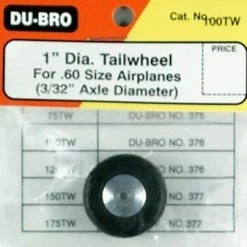 DU-BRO
Cat. No. 100TW
PRICE
1" Dia. Tailwheel
For .60 Size Airplanes
(3/32" Axle Diameter)
75TW DU-BRO NO. 375
100TW DU-BRO NO. 376
DU-BRO NO. 376
150TW NO. 377
175TW DU-BRO NO. 377